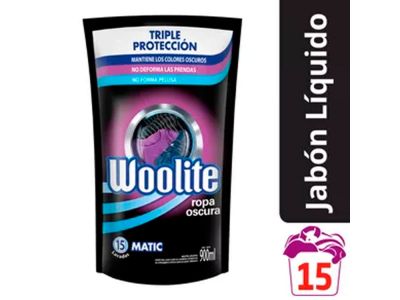 TRIPLE
PROTECCIÓN
MANTIENE LOS COLORES OSCUROS
NO DEFORMA LAS PRENDAS
NO FORMA PELUSA
Woolite
ropa
oscura
15
Lavados
MATIC
900ml
Jabón Líquido
15